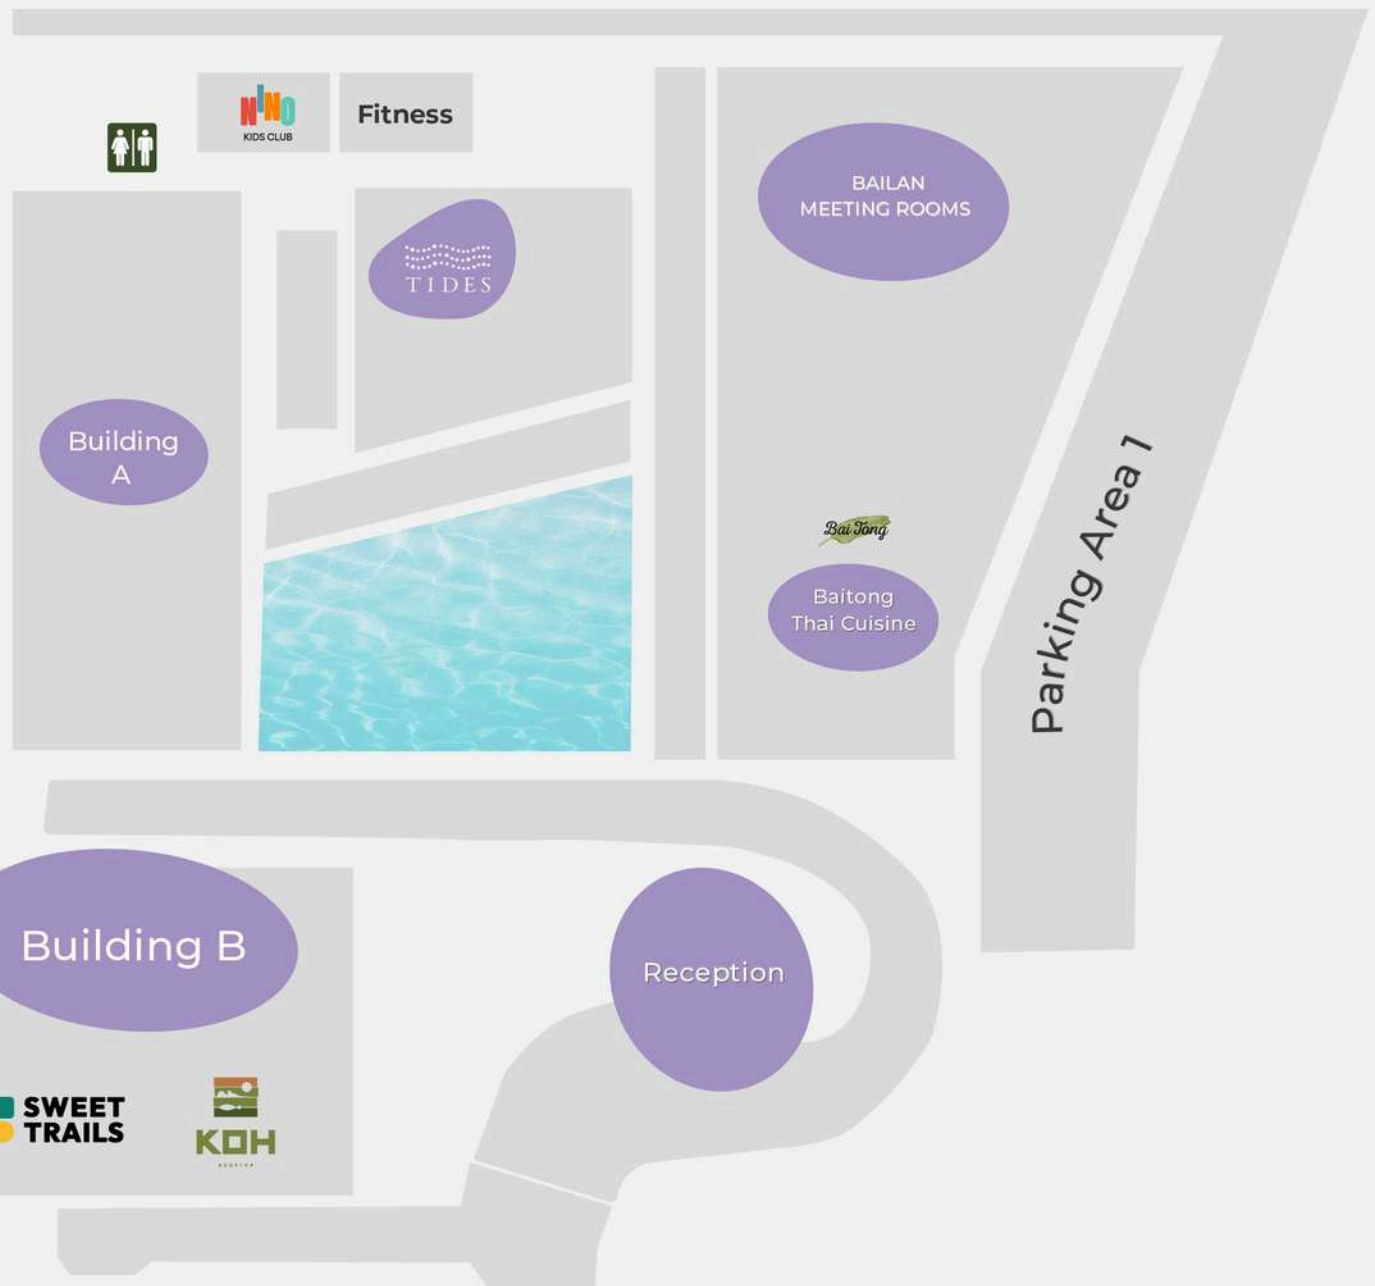 NINO
KIDS CLUB
Fitness
BAILAN
MEETING ROOMS
TIDES
Building
A
Bai Tong
Baitong
Thai Cuisine
Parking Area 1
Building B
Reception
SWEET
TRAILS
KOH